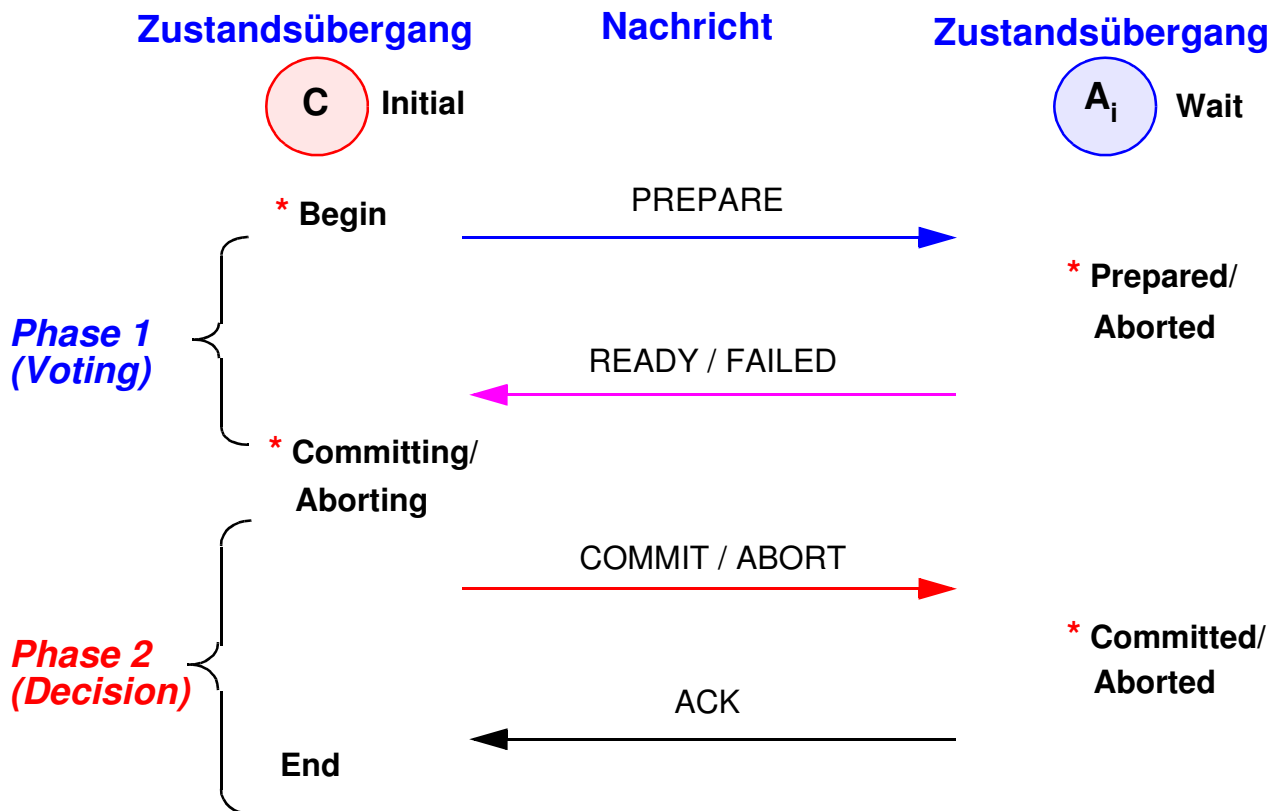 Zustandsübergang Nachricht Zustandsübergang
C Initial A_i Wait
* Begin PREPARE
* Prepared/
Aborted
Phase 1
(Voting)
READY / FAILED
* Committing/
Aborting
COMMIT / ABORT
* Committed/
Aborted
Phase 2
(Decision)
ACK
End